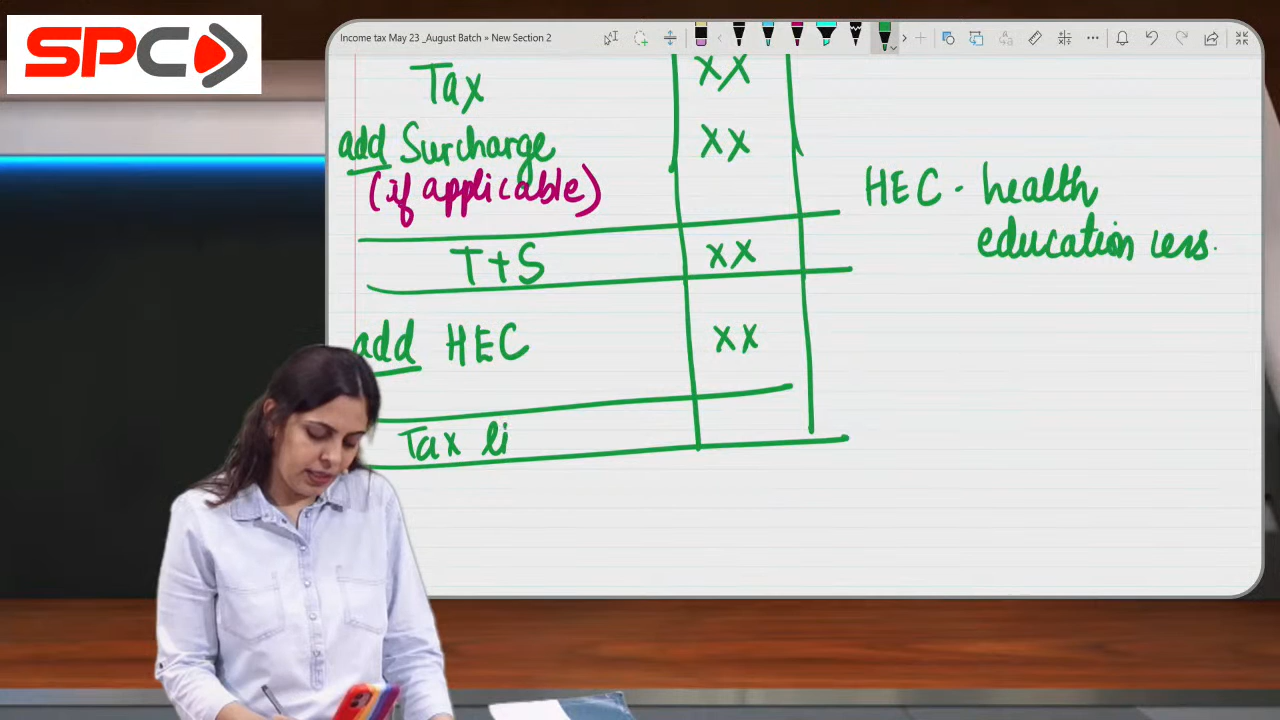 SPC
Income tax May 23 _August Batch » New Section 2
Tax XX
add Surcharge XX
(if applicable)
T+S XX
add HEC XX
Tax li
HEC - health
education cess.